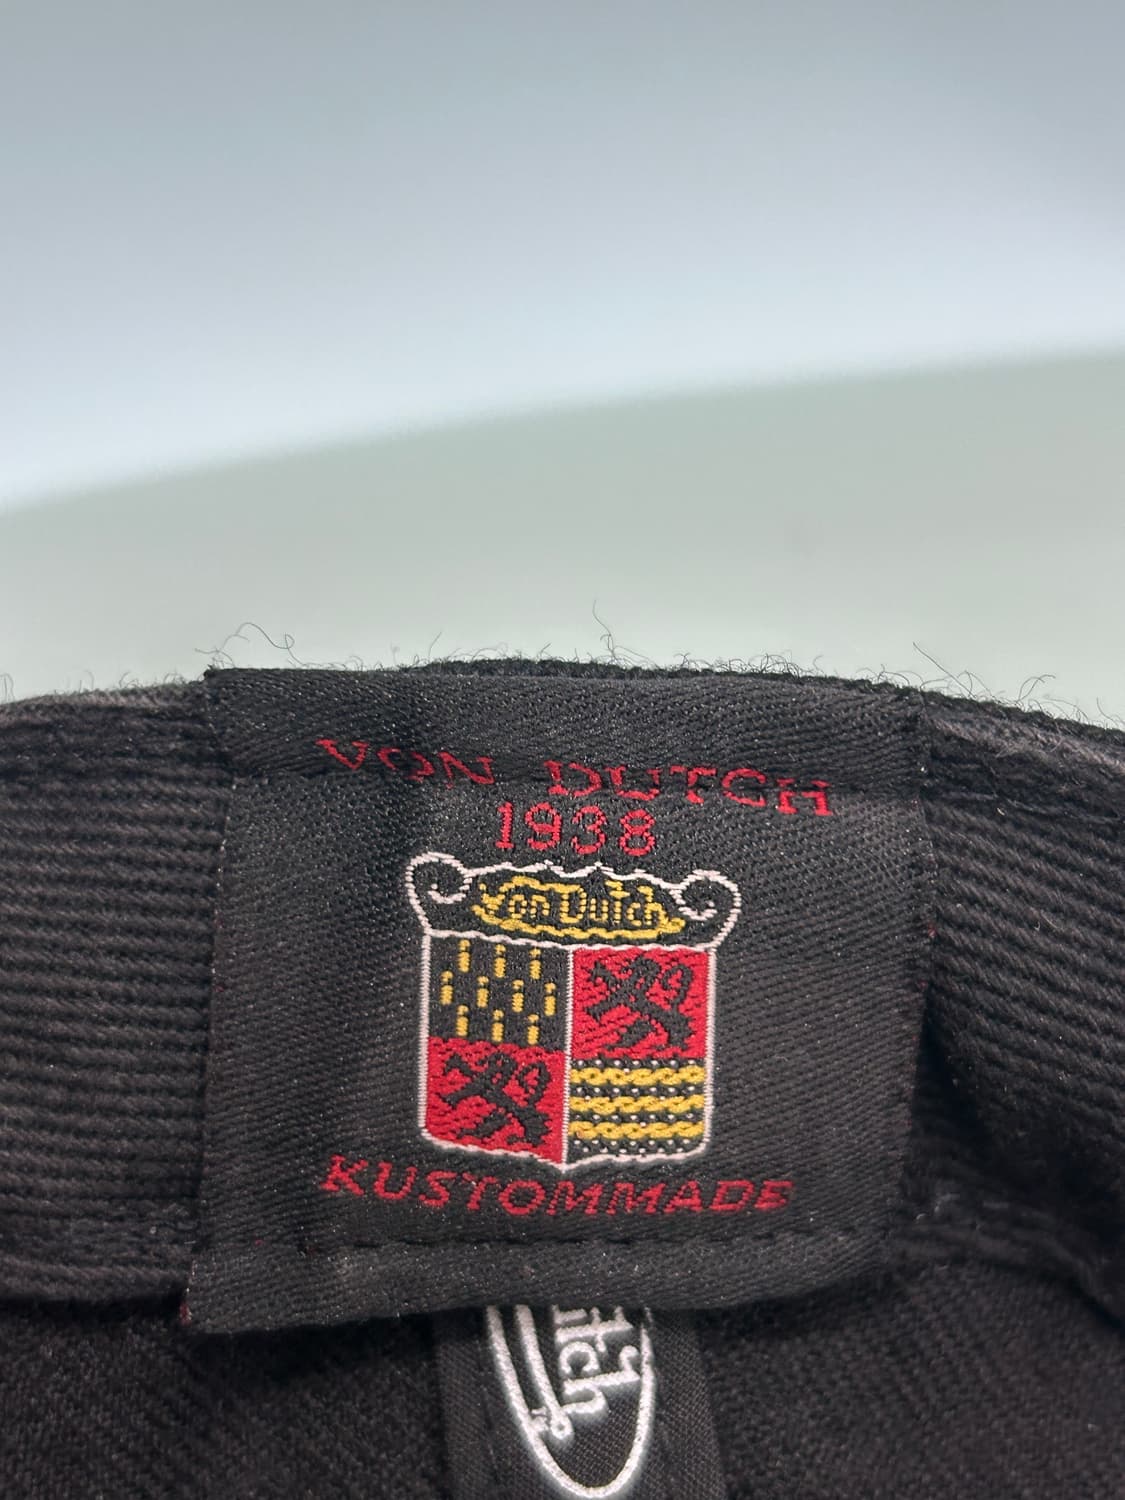 VON DUTCH
1938
Von Dutch
KUSTOMMADE